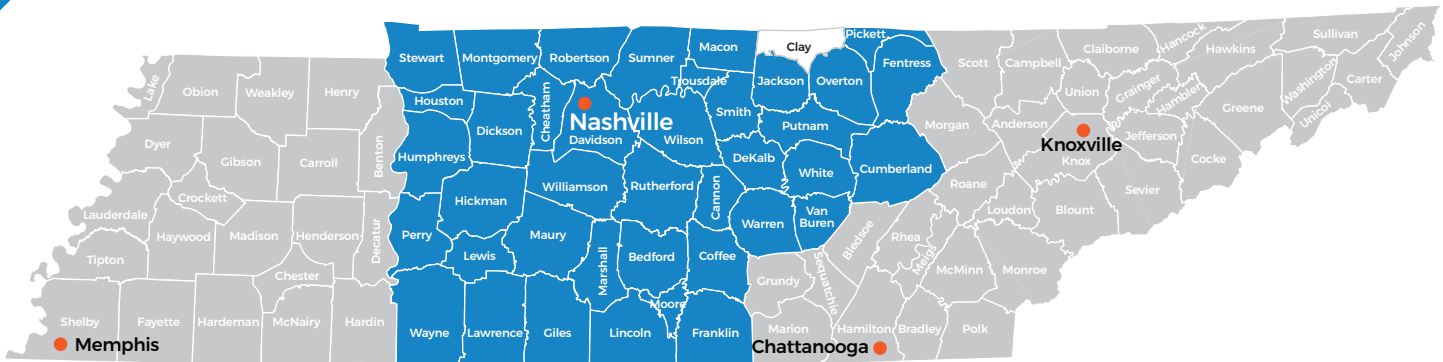 Stewart
Montgomery
Robertson
Sumner
Macon
Clay
Pickett
Fentress
Scott
Campbell
Claiborne
Hancock
Hawkins
Sullivan
Johnson
Lake
Obion
Weakley
Henry
Houston
Cheatham
Trousdale
Jackson
Overton
Union
Grainger
Hamblen
Washington
Carter
Unicoi
Greene
Dickson
Nashville
Davidson
Wilson
Smith
Putnam
Morgan
Anderson
Knoxville
Knox
Jefferson
Cocke
Dyer
Gibson
Carroll
Benton
Humphreys
DeKalb
White
Cumberland
Roane
Loudon
Blount
Sevier
Lauderdale
Crockett
Haywood
Madison
Henderson
Decatur
Perry
Hickman
Williamson
Rutherford
Cannon
Warren
Van
Buren
Bledsoe
Rhea
Meigs
McMinn
Monroe
Tipton
Chester
Lewis
Maury
Marshall
Bedford
Coffee
Grundy
Sequatchie
Moore
Shelby
Fayette
Hardeman
McNairy
Hardin
Wayne
Lawrence
Giles
Lincoln
Franklin
Marion
Hamilton
Bradley
Polk
Memphis
Chattanooga